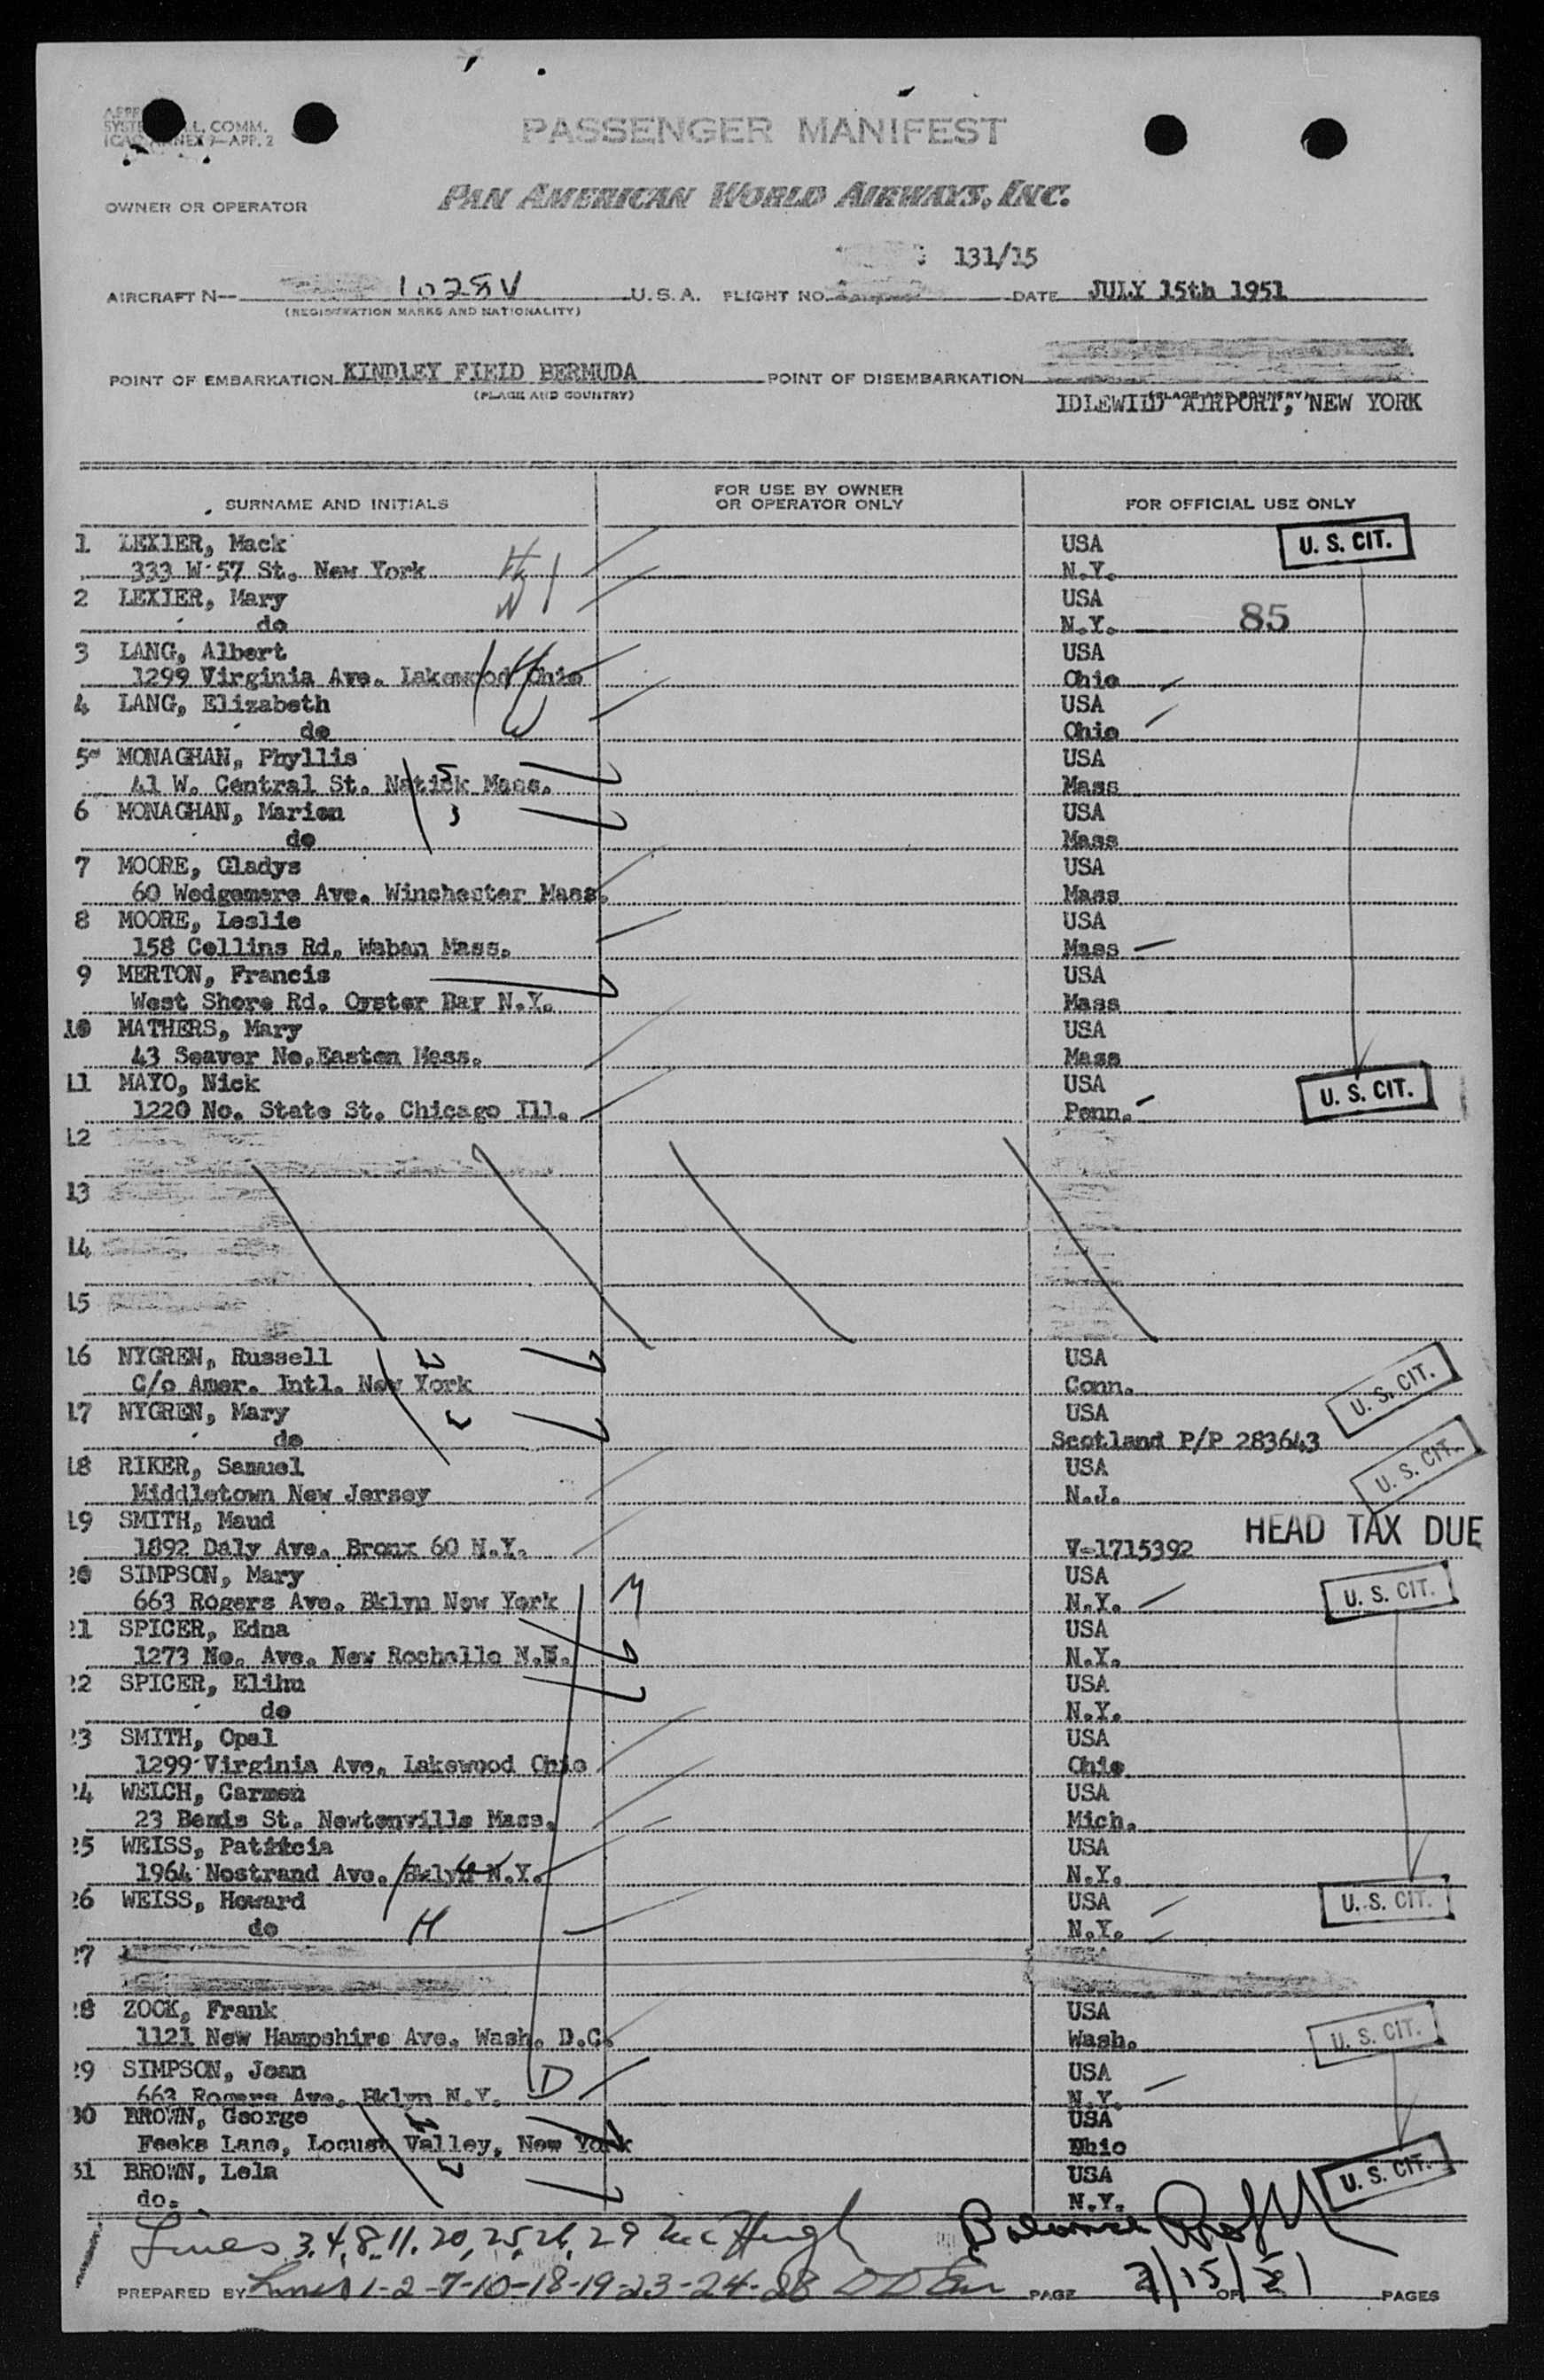 L. COMM.
NEX 9—APP. 2
PASSENGER MANIFEST
OWNER OR OPERATOR
PAN AMERICAN WORLD AIRWAYS, INC.
131/15
AIRCRAFT N-- 1028V U.S.A. FLIGHT NO. DATE JULY 15th 1951
(REGISTRATION MARKS AND NATIONALITY)
POINT OF EMBARKATION KINDLEY FIELD BERMUDA POINT OF DISEMBARKATION
(PLACE AND COUNTRY) (PLACE AND COUNTRY)
IDLEWILD AIRPORT, NEW YORK
SURNAME AND INITIALS FOR USE BY OWNER OR OPERATOR ONLY FOR OFFICIAL USE ONLY
1 LEXIER, Mack USA U. S. CIT.
333 W 57 St. New York H N.Y.
2 LEXIER, Mary W USA
do N.Y. 85
3 LANG, Albert USA
1299 Virginia Ave. Lakewood Ohio H Ohio
4 LANG, Elizabeth USA
do W Ohio
5 MONAGHAN, Phyllis USA
41 W. Central St. Natick Mass. S Mass
6 MONAGHAN, Marion USA
do S Mass
7 MOORE, Gladys USA
60 Wedgemere Ave. Winchester Mass. Mass
8 MOORE, Leslie USA
158 Collins Rd. Waban Mass. Mass
9 MERTON, Francis USA
West Shore Rd. Oyster Bay N.Y. Mass
10 MATHERS, Mary USA
43 Seaver No.Easton Mass. Mass
11 MAYO, Nick USA
1220 No. State St. Chicago Ill. Penn. U. S. CIT.
12
13
14
15
16 NYGREN, Russell USA
C/o Amer. Intl. New York Conn. U. S. CIT.
17 NYGREN, Mary USA
do Scotland P/P 283643
18 RIKER, Samuel USA U. S. CIT.
Middletown New Jersey N.J.
19 SMITH, Maud HEAD TAX DUE
1892 Daly Ave. Bronx 60 N.Y. V-1715392
20 SIMPSON, Mary USA
663 Rogers Ave. Bklyn New York M N.Y. U. S. CIT.
21 SPICER, Edna USA
1273 No. Ave. New Rochelle N.Y. N.Y.
22 SPICER, Elihu USA
do N.Y.
23 SMITH, Opal USA
1299 Virginia Ave. Lakewood Ohio Ohio
24 WELCH, Carmen USA
23 Bemis St. Newtonville Mass. Mich.
25 WEISS, Patricia USA
1964 Nostrand Ave. Bklyn N.Y. W N.Y.
26 WEISS, Howard USA U. S. CIT.
do H N.Y.
27
28 ZOCK, Frank USA
1121 New Hampshire Ave. Wash. D.C. Wash. U. S. CIT.
29 SIMPSON, Joan USA
663 Rogers Ave. Bklyn N.Y. D N.Y.
30 BROWN, George USA
Feeks Lane, Locust Valley, New York Ohio
31 BROWN, Lela USA U. S. CIT.
do. N.Y.
Lines 3,4,8,11,20,25,26,29 McHugh Balance
PREPARED BY Lines 1-2-7-10-18-19-23-24-28 PAGE 7/15/51 OF PAGES